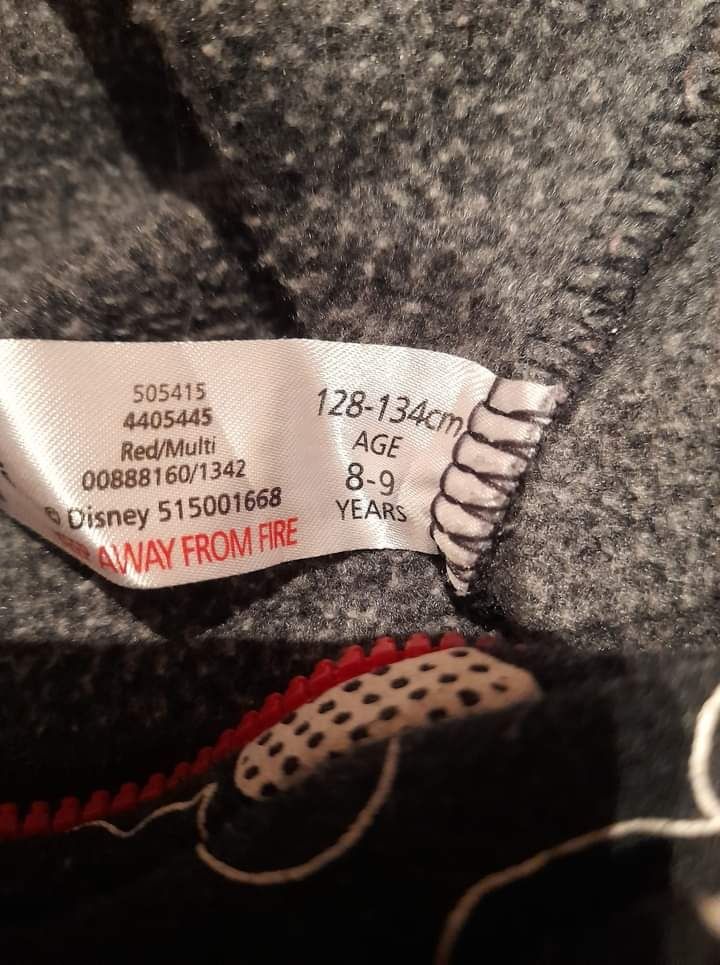 505415
4405445
Red/Multi
00888160/1342
© Disney 515001668
AWAY FROM FIRE
128-134cm
AGE
8-9
YEARS